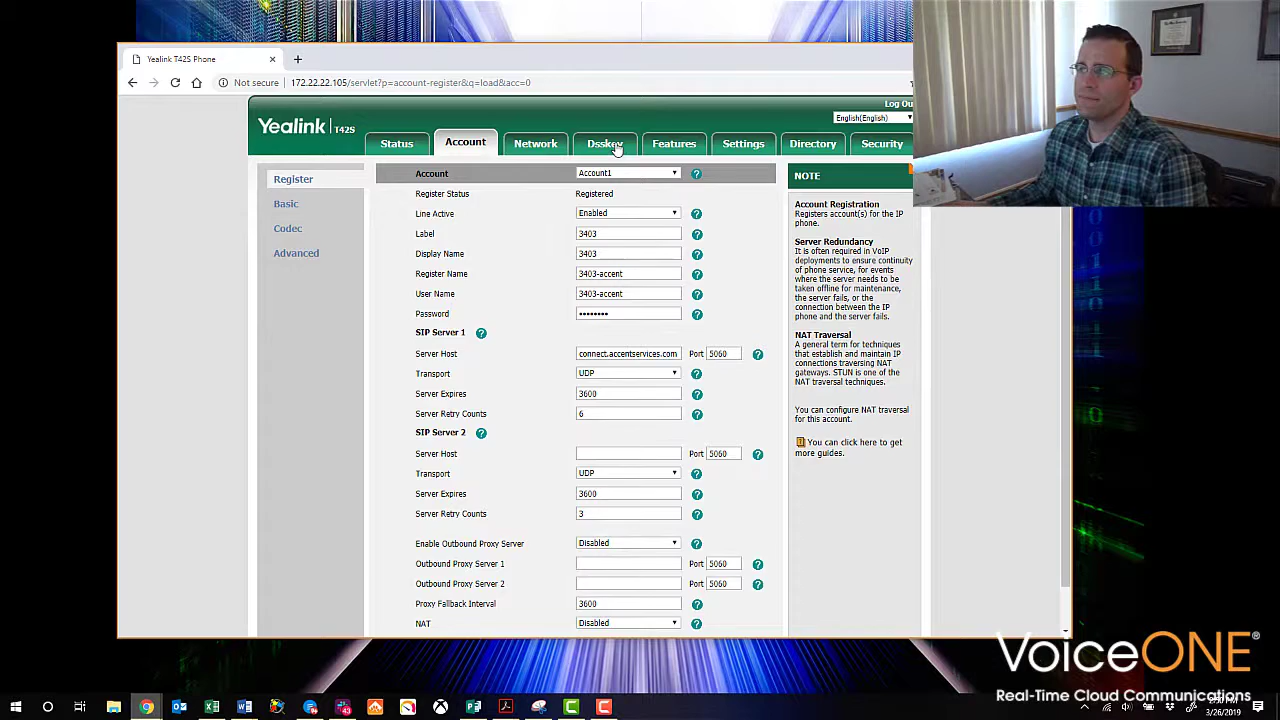 Yealink T42S Phone
Not secure 172.22.22.105/servlet?p=account-register&q=load&acc=0
Log Ou
English(English)
Yealink T42S
Status Account Network Dsskey Features Settings Directory Security
Register
Basic
Codec
Advanced
Account Account1
Register Status Registered
Line Active Enabled
Label 3403
Display Name 3403
Register Name 3403-accent
User Name 3403-accent
Password ••••••••
SIP Server 1
Server Host connect.accentservices.com Port 5060
Transport UDP
Server Expires 3600
Server Retry Counts 6
SIP Server 2
Server Host Port 5060
Transport UDP
Server Expires 3600
Server Retry Counts 3
Enable Outbound Proxy Server Disabled
Outbound Proxy Server 1 Port 5060
Outbound Proxy Server 2 Port 5060
Proxy Fallback Interval 3600
NAT Disabled
NOTE
Account Registration
Registers account(s) for the IP
phone.
Server Redundancy
It is often required in VoIP
deployments to ensure continuity
of phone service, for events
where the server needs to be
taken offline for maintenance,
the server fails, or the
connection between the IP
phone and the server fails.
NAT Traversal
A general term for techniques
that establish and maintain IP
connections traversing NAT
gateways. STUN is one of the
NAT traversal techniques.
You can configure NAT traversal
for this account.
You can click here to get
more guides.
VoiceONE®
Real-Time Cloud Communications
3/26/2019